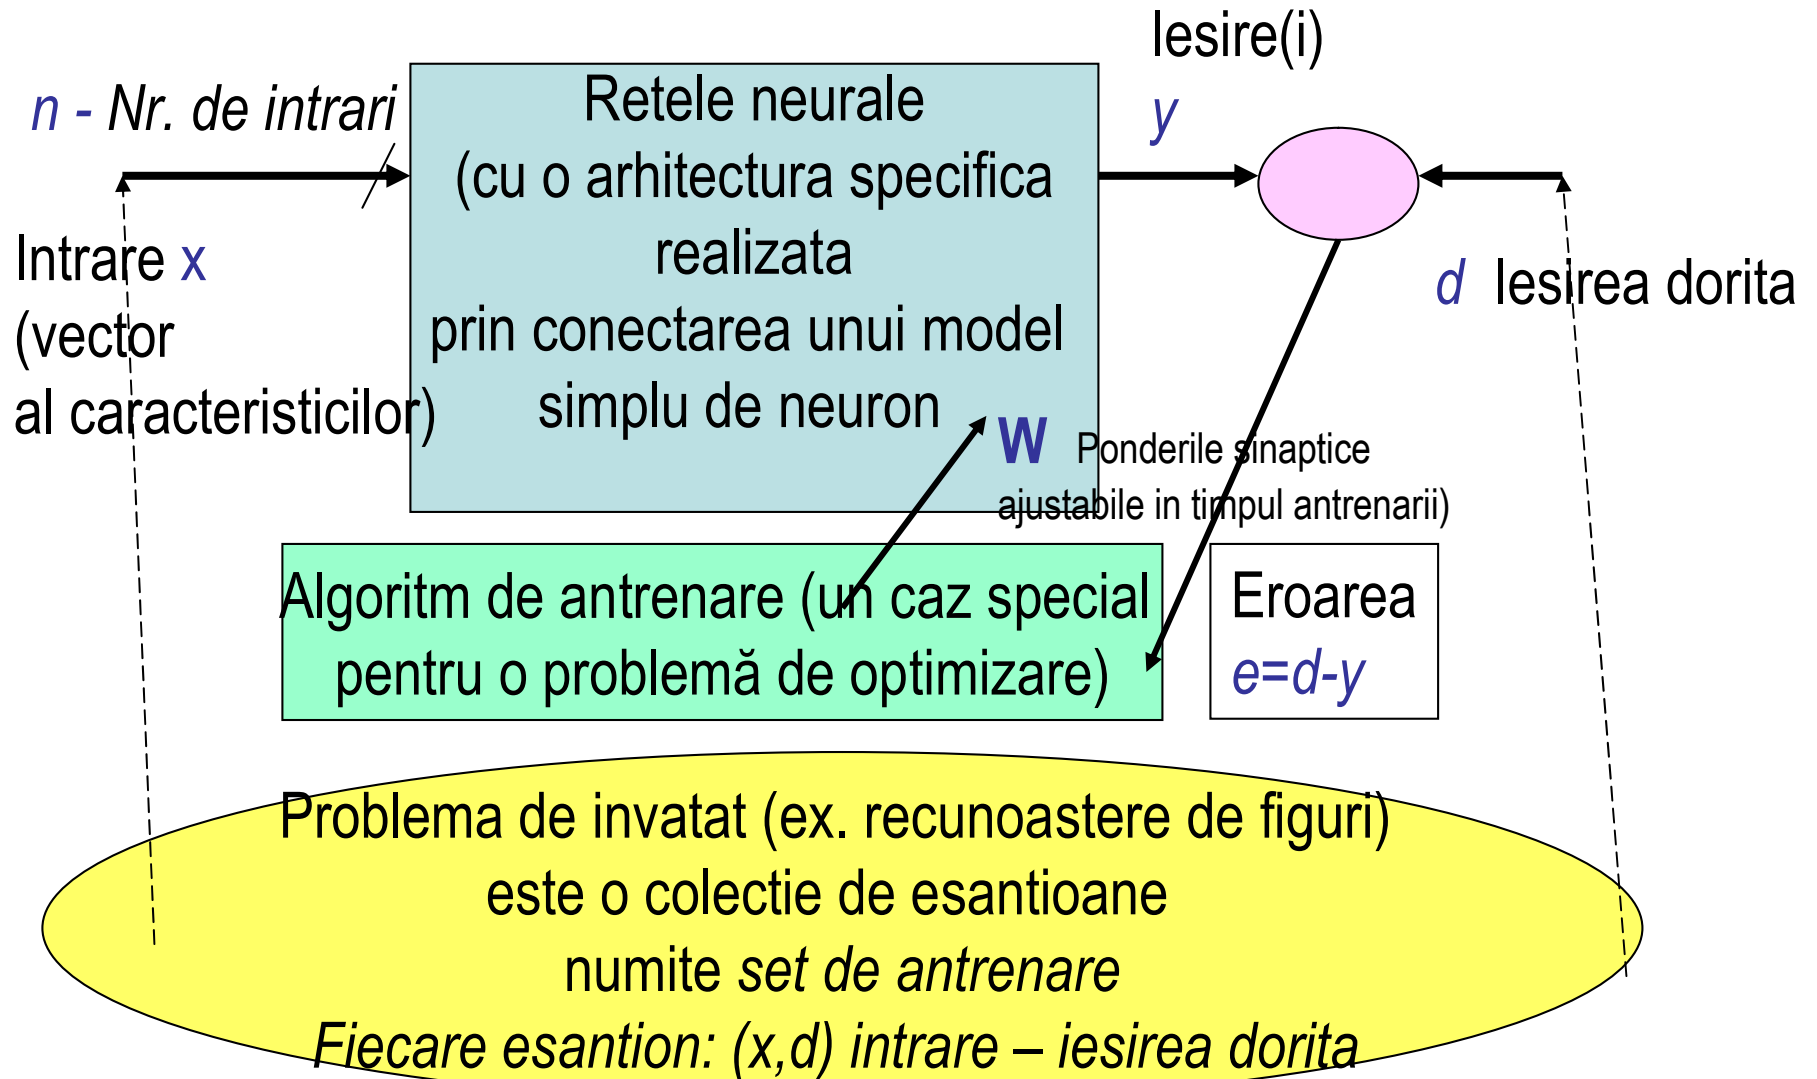 n - Nr. de intrari
Intrare x
(vector
al caracteristicilor)
Retele neurale
(cu o arhitectura specifica
realizata
prin conectarea unui model
simplu de neuron
Iesire(i)
y
d Iesirea dorita
W Ponderile sinaptice
ajustabile in timpul antrenarii)
Algoritm de antrenare (un caz special
pentru o problemă de optimizare)
Eroarea
e=d-y
Problema de invatat (ex. recunoastere de figuri)
este o colectie de esantioane
numite set de antrenare
Fiecare esantion: (x,d) intrare – iesirea dorita